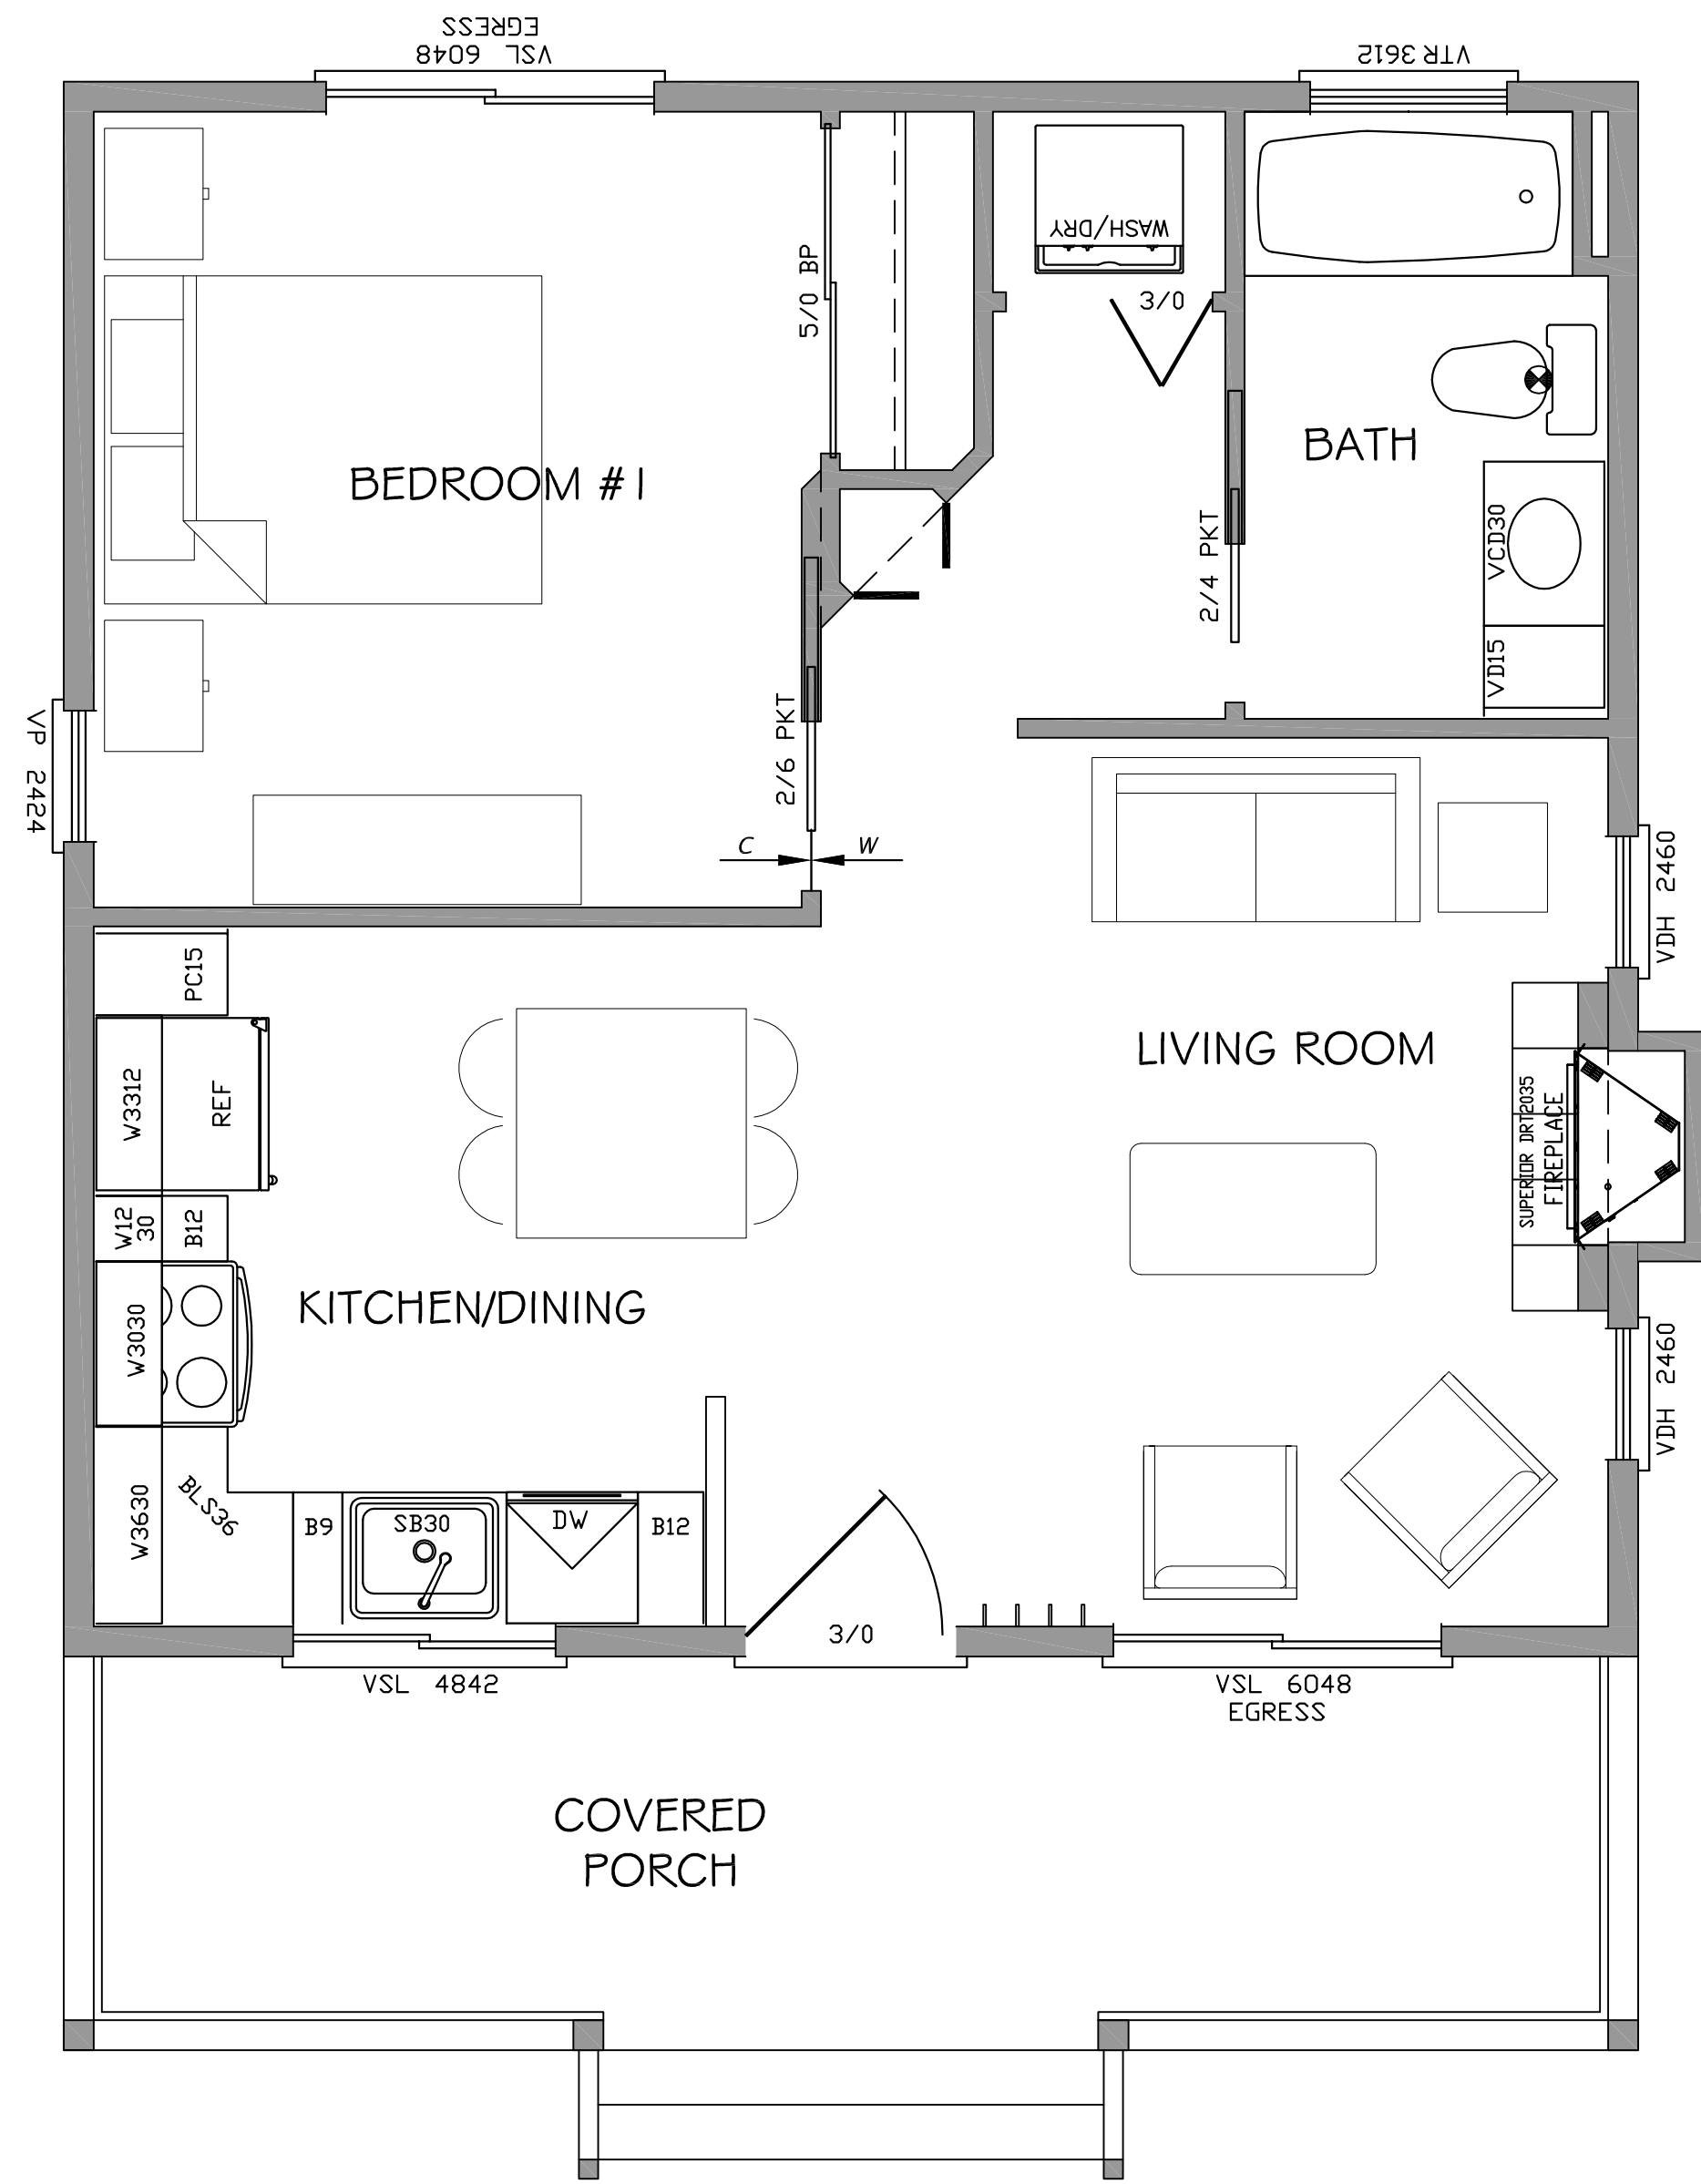 EGRESS
VSL 6048
VTR 3612
WASH/DRY
5/0 BP
3/0
BEDROOM #1
BATH
VCD30
2/4 PKT
VD15
2/6 PKT
VP 2424
C
W
VDH 2460
PC15
LIVING ROOM
W3312
REF
SUPERIOR DRT2035
FIREPLACE
W12
30
B12
KITCHEN/DINING
W3030
VDH 2460
W3630
BLS36
B9
SB30
DW
B12
3/0
VSL 4842
VSL 6048
EGRESS
COVERED
PORCH